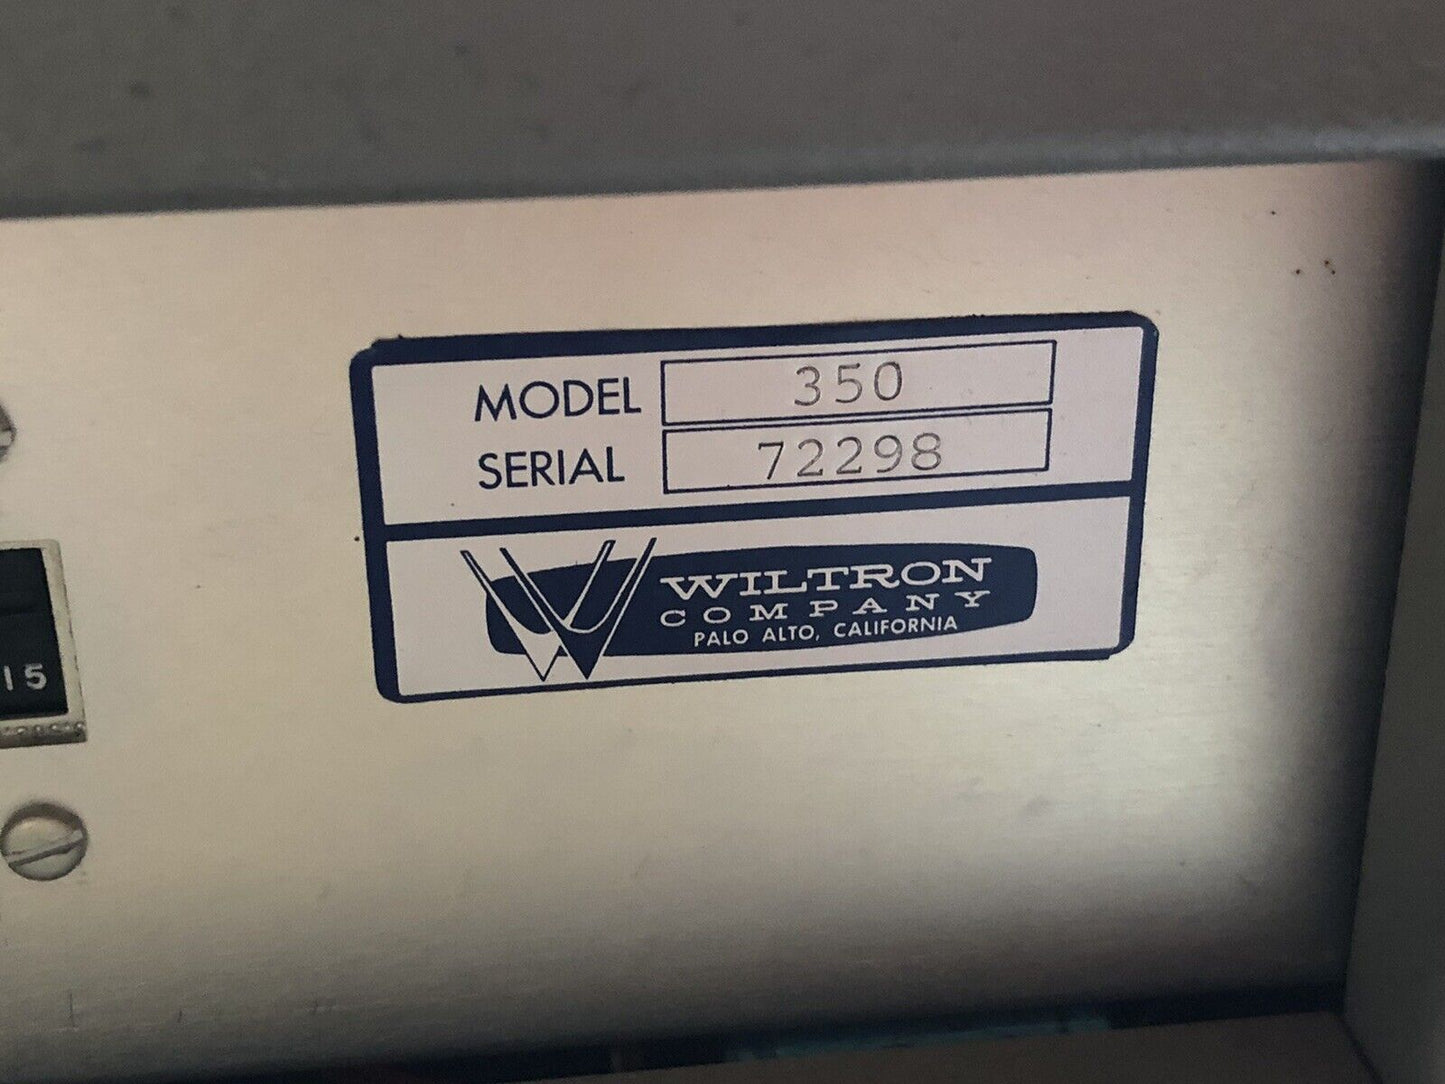 MODEL 350
SERIAL 72298
WILTRON
COMPANY
PALO ALTO, CALIFORNIA
15